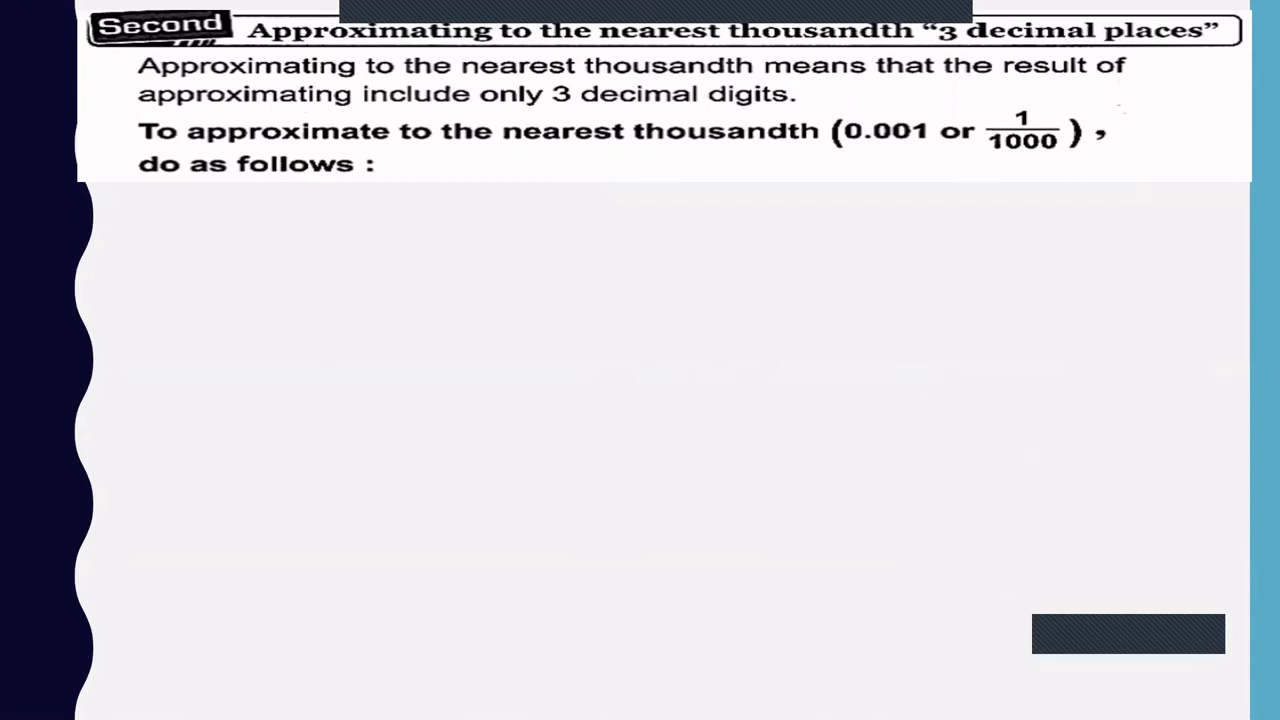 Second Approximating to the nearest thousandth “3 decimal places”
Approximating to the nearest thousandth means that the result of
approximating include only 3 decimal digits.
To approximate to the nearest thousandth (0.001 or 1/1000) ,
do as follows :